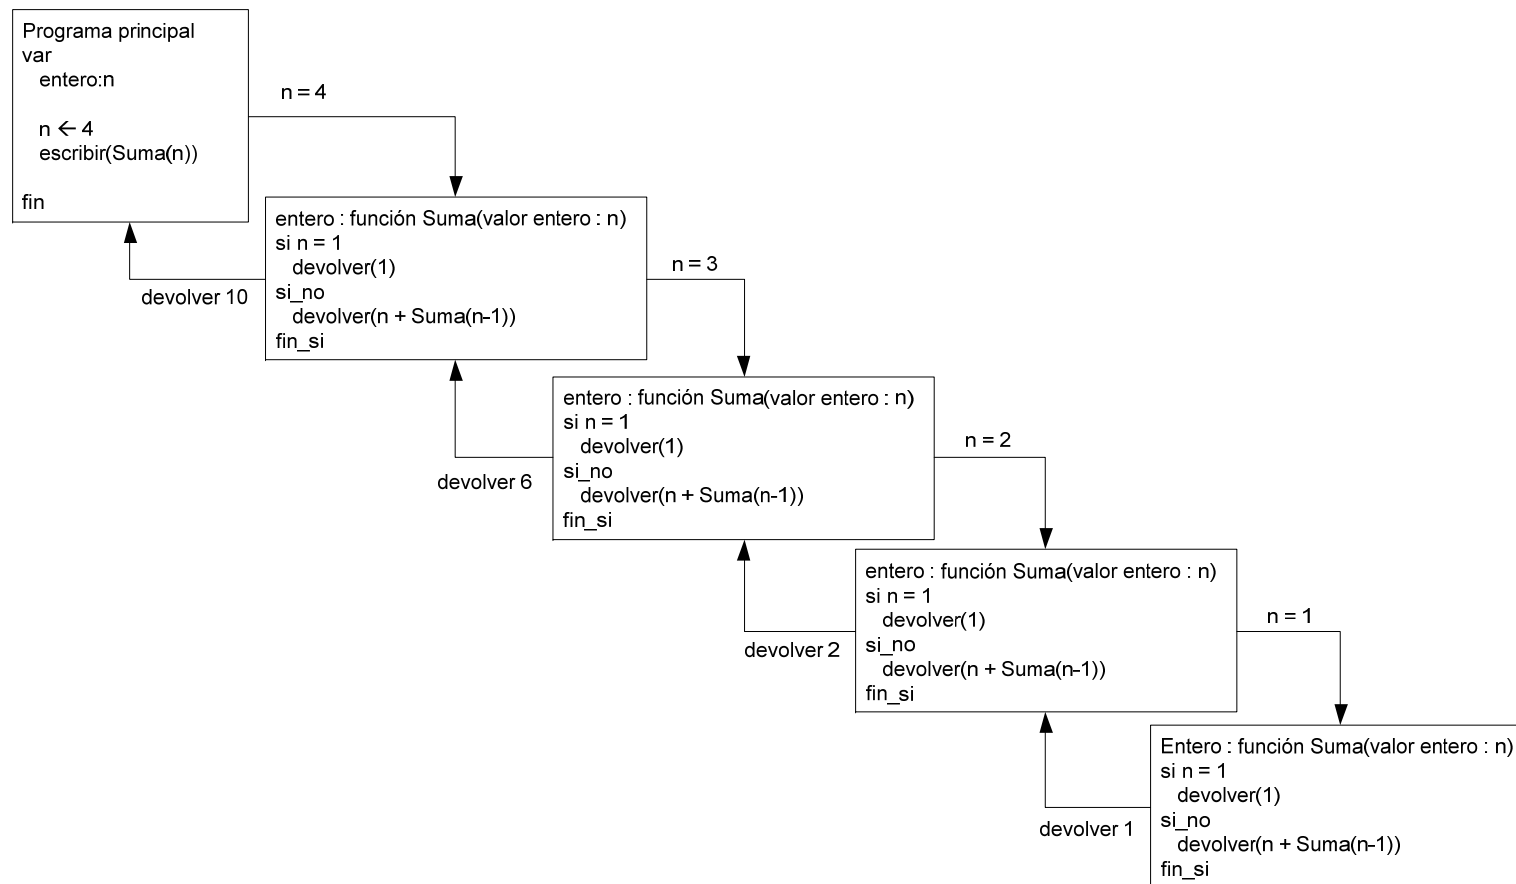 Programa principal
var
entero:n
n ← 4
escribir(Suma(n))
fin
n = 4
entero : función Suma(valor entero : n)
si n = 1
devolver(1)
si_no
devolver(n + Suma(n-1))
fin_si
devolver 10
n = 3
entero : función Suma(valor entero : n)
si n = 1
devolver(1)
si_no
devolver(n + Suma(n-1))
fin_si
devolver 6
n = 2
entero : función Suma(valor entero : n)
si n = 1
devolver(1)
si_no
devolver(n + Suma(n-1))
fin_si
devolver 2
n = 1
Entero : función Suma(valor entero : n)
si n = 1
devolver(1)
si_no
devolver(n + Suma(n-1))
fin_si
devolver 1